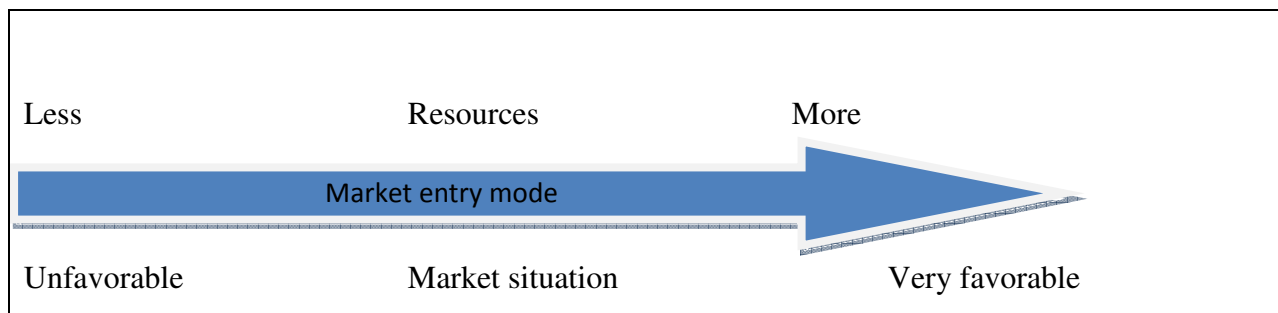 Less Resources More
Market entry mode
Unfavorable Market situation Very favorable